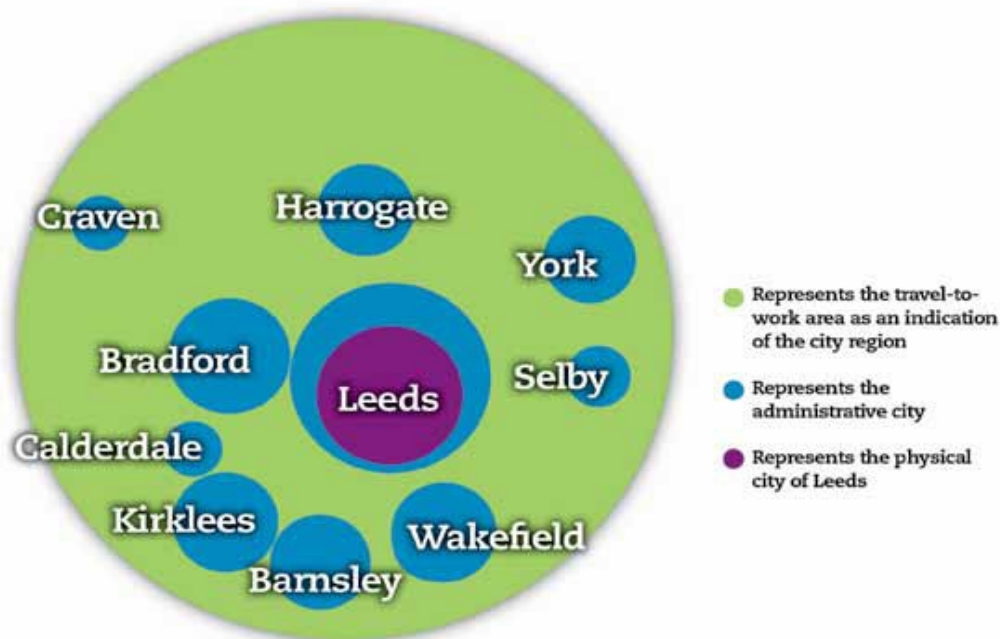 Craven
Harrogate
York
Bradford
Leeds
Selby
Calderdale
Kirklees
Wakefield
Barnsley
Represents the travel-to-
work area as an indication
of the city region
Represents the
administrative city
Represents the physical
city of Leeds